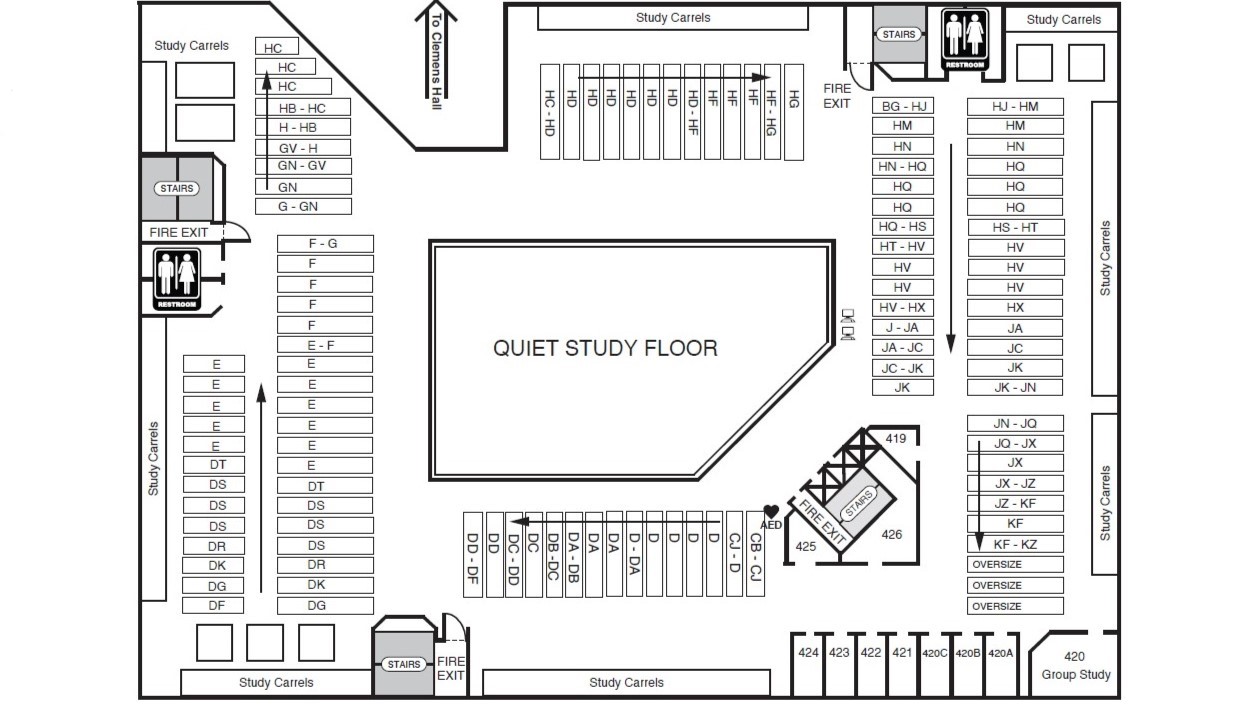 Study Carrels
RESTROOM
FIRE EXIT
STAIRS
Study Carrels
Study Carrels
DF
DG
DK
DR
DS
DS
DS
DT
E
E
E
E
E
G - GN
GN
GN - GV
GV - H
H - HB
HB - HC
HC
HC
HC
DG
DK
DR
DS
DS
DS
DT
E
E
E
E
E
E
E - F
F
F
F
F
F - G
STAIRS
FIRE
EXIT
To Clemens Hall
DD - DF
DD
DC - DD
DC
DB- DC
DA - DB
DA
DA
D - DA
D
D
D
D
CJ - D
CB - CJ
AED
QUIET STUDY FLOOR
HC - HD
HD
HD
HD
HD
HD
HD
HD - HF
HF
HF
HF
HF - HG
HG
Study Carrels
Study Carrels
424
423
422
421
420C
420B
420A
420
Group Study
425
FIRE EXIT
STAIRS
426
419
FIRE
EXIT
STAIRS
RESTROOM
JK
JC - JK
JA - JC
J - JA
HV - HX
HV
HV
HT - HV
HQ - HS
HQ
HQ
HN - HQ
HN
HM
BG - HJ
OVERSIZE
OVERSIZE
OVERSIZE
KF - KZ
KF
JZ - KF
JX - JZ
JX
JQ - JX
JN - JQ
JK - JN
JK
JC
JA
HX
HV
HV
HV
HS - HT
HQ
HQ
HQ
HN
HM
HJ - HM
Study Carrels
Study Carrels
Study Carrels